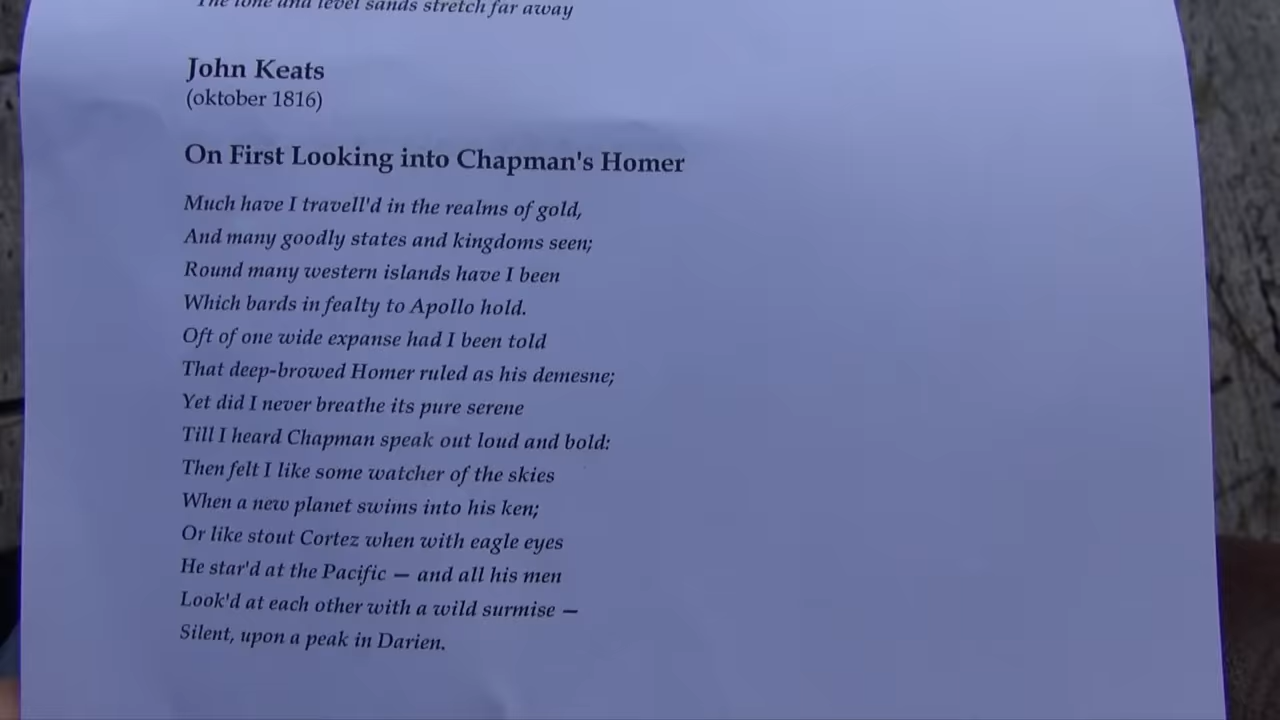 The lone and level sands stretch far away
John Keats
(oktober 1816)
On First Looking into Chapman's Homer
Much have I travell'd in the realms of gold,
And many goodly states and kingdoms seen;
Round many western islands have I been
Which bards in fealty to Apollo hold.
Oft of one wide expanse had I been told
That deep-browed Homer ruled as his demesne;
Yet did I never breathe its pure serene
Till I heard Chapman speak out loud and bold:
Then felt I like some watcher of the skies
When a new planet swims into his ken;
Or like stout Cortez when with eagle eyes
He star'd at the Pacific — and all his men
Look'd at each other with a wild surmise —
Silent, upon a peak in Darien.